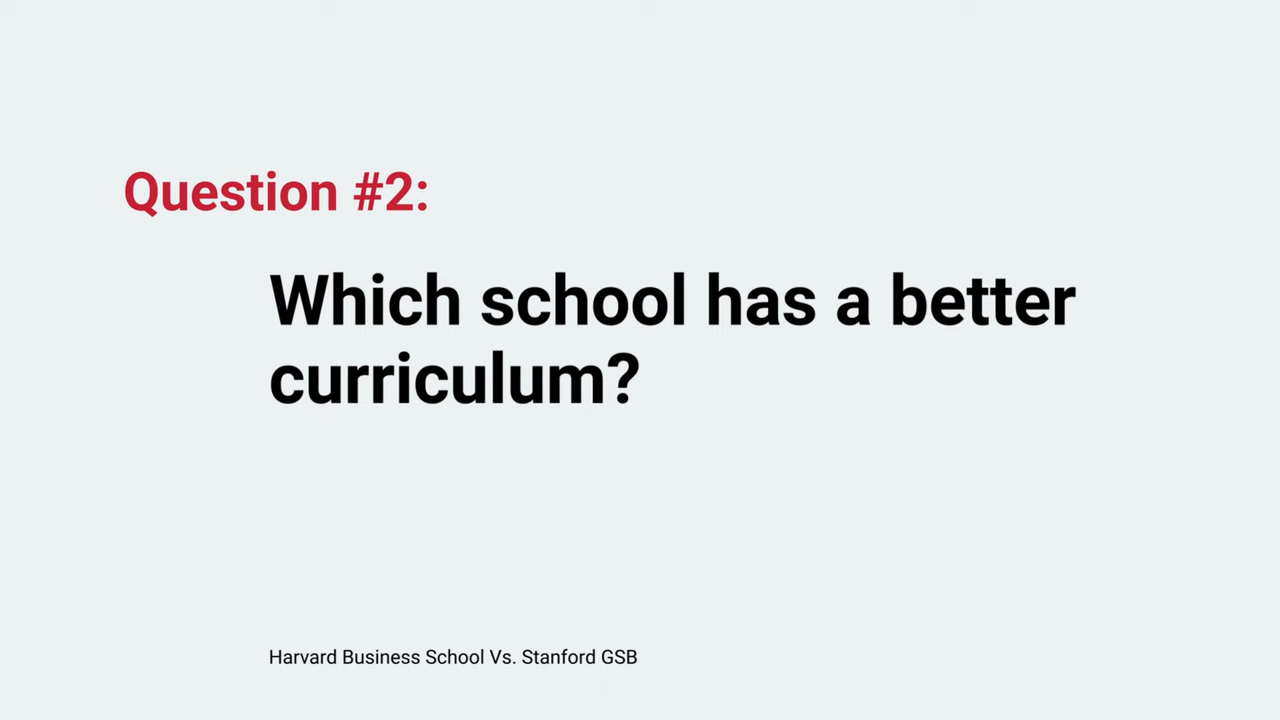 Question #2:
Which school has a better
curriculum?
Harvard Business School Vs. Stanford GSB